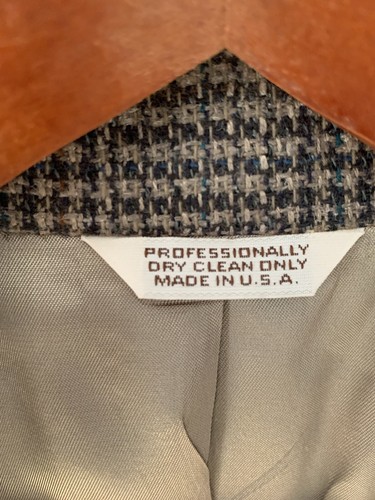 PROFESSIONALLY
DRY CLEAN ONLY
MADE IN U.S.A.